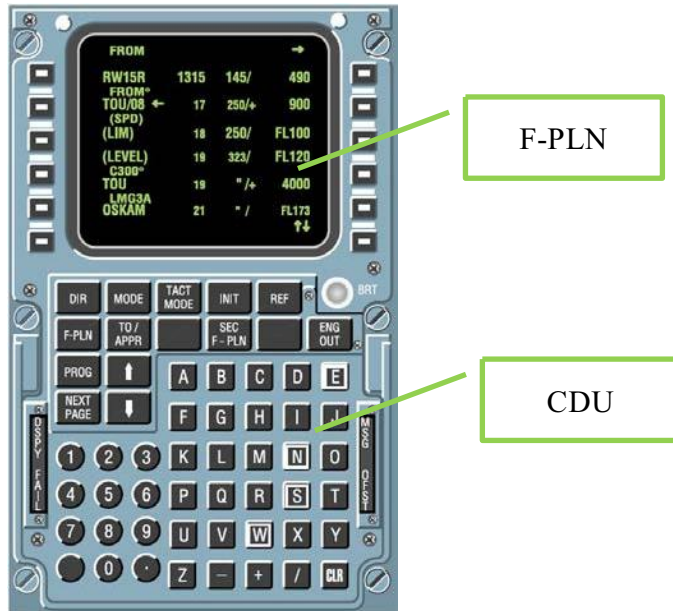 FROM →
RW15R 1315 145/ 490
FROM°
TOU/08 ← 17 250/+ 900
(SPD)
(LIM) 18 250/ FL100
(LEVEL) 19 323/ FL120
C300°
TOU 19 "/+ 4000
LMG3A
OSKAM 21 "/ FL173
↑↓
F-PLN
BRT
DIR MODE TACT MODE INIT REF
F-PLN TO / APPR SEC F-PLN ENG OUT
PROG ↑ A B C D E
NEXT PAGE ↓ F G H I J
CDU
DSPY FAIL
MSG OFST
1 2 3 K L M N O
4 5 6 P Q R S T
7 8 9 U V W X Y
0 . Z - + / CLR